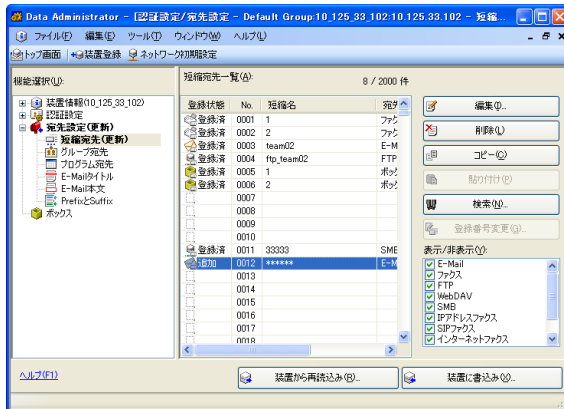 Data Administrator - [認証設定/宛先設定 - Default Group:10_125_33_102:10.125.33.102 - 短縮...
ファイル(F) 編集(E) ツール(T) ウィンドウ(W) ヘルプ(L)
トップ画面 装置登録 ネットワーク初期設定
機能選択(U):
装置情報(10_125_33_102)
認証設定
宛先設定(更新)
短縮宛先(更新)
グループ宛先
プログラム宛先
E-Mailタイトル
E-Mail本文
PrefixとSuffix
ボックス
短縮宛先一覧(A): 8 / 2000 件
登録状態 No. 短縮名 宛先
登録済 0001 1 ファク
登録済 0002 2 ファク
登録済 0003 team02 E-M
登録済 0004 ftp_team02 FTP
登録済 0005 1 ボッ
登録済 0006 2 ボッ
0007
0008
0009
0010
登録済 0011 33333 SMB
追加 0012 ****** E-M
0013
0014
0015
0016
0017
0018
編集(I)...
削除(L)
コピー(C)
貼り付け(P)
検索(N)...
登録番号変更(G)...
表示/非表示(Y):
E-Mail
ファクス
FTP
WebDAV
SMB
IPアドレスファクス
SIPファクス
インターネットファクス
ヘルプ(F1)
装置から再読込み(R)...
装置に書込み(X)...